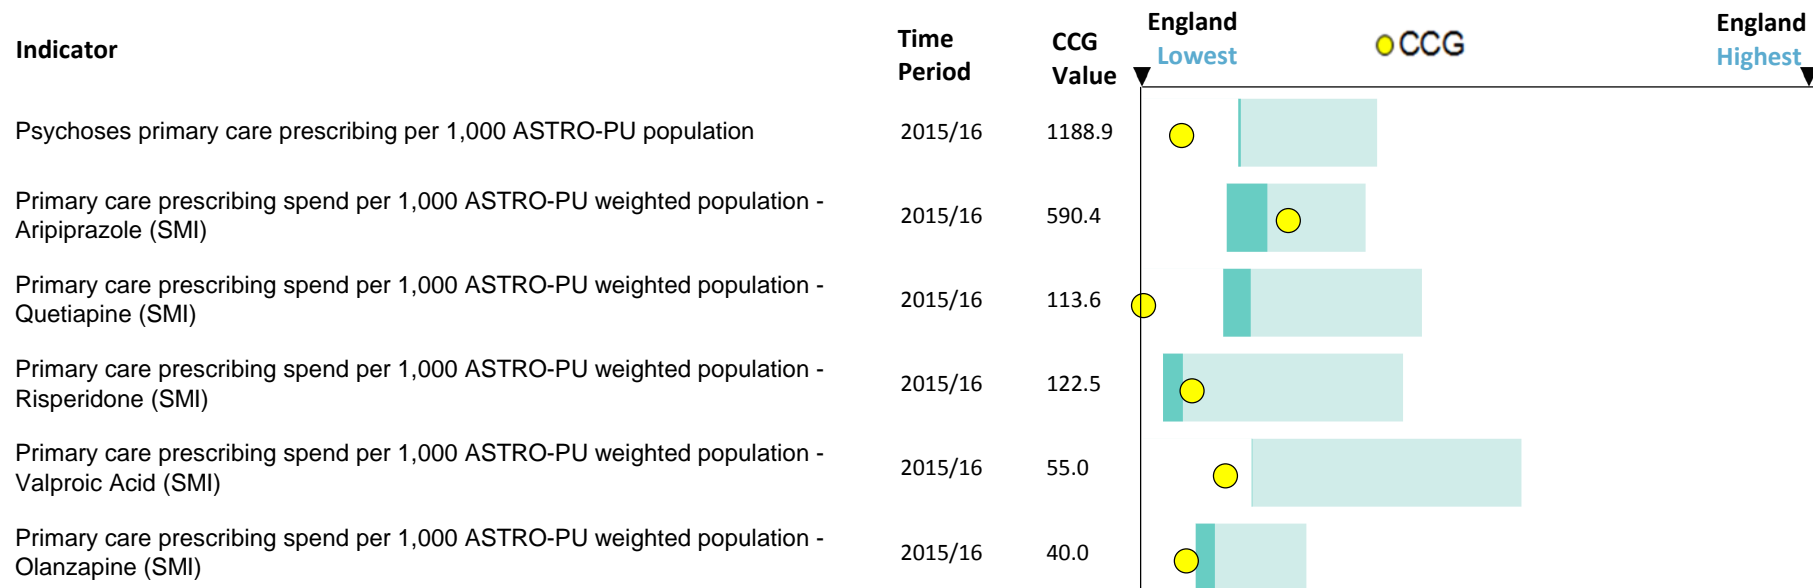 Indicator
Time
Period
CCG
Value
England
Lowest
CCG
England
Highest
Psychoses primary care prescribing per 1,000 ASTRO-PU population
2015/16
1188.9
Primary care prescribing spend per 1,000 ASTRO-PU weighted population -
Aripiprazole (SMI)
2015/16
590.4
Primary care prescribing spend per 1,000 ASTRO-PU weighted population -
Quetiapine (SMI)
2015/16
113.6
Primary care prescribing spend per 1,000 ASTRO-PU weighted population -
Risperidone (SMI)
2015/16
122.5
Primary care prescribing spend per 1,000 ASTRO-PU weighted population -
Valproic Acid (SMI)
2015/16
55.0
Primary care prescribing spend per 1,000 ASTRO-PU weighted population -
Olanzapine (SMI)
2015/16
40.0